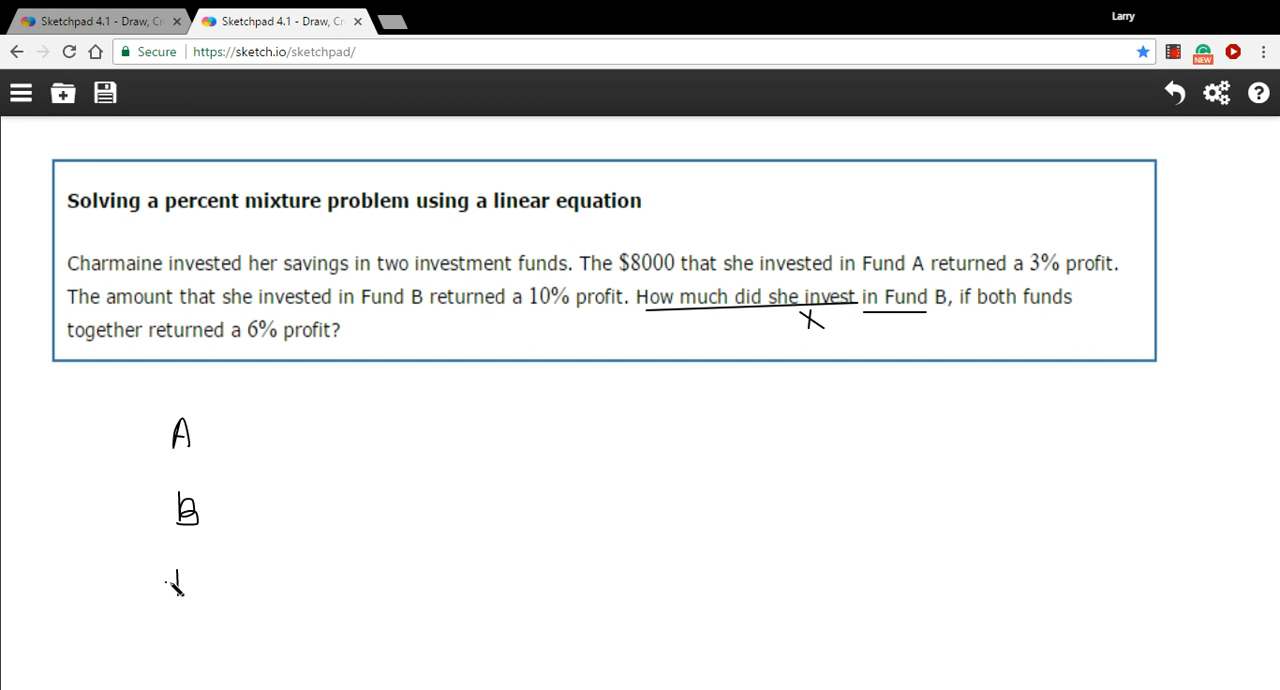 Larry
Sketchpad 4.1 - Draw, Cr
Sketchpad 4.1 - Draw, Cr
Secure https://sketch.io/sketchpad/
NEW
Solving a percent mixture problem using a linear equation
Charmaine invested her savings in two investment funds. The $8000 that she invested in Fund A returned a 3% profit.
The amount that she invested in Fund B returned a 10% profit. How much did she invest in Fund B, if both funds
x
together returned a 6% profit?
A
B